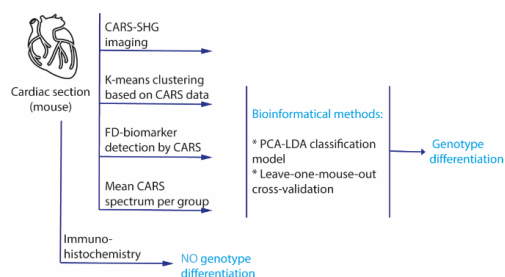 CARS-SHG
imaging
Cardiac section
(mouse)
K-means clustering
based on CARS data
FD-biomarker
detection by CARS
Mean CARS
spectrum per group
Immuno-
histochemistry
NO genotype
differentiation
Bioinformatical methods:
* PCA-LDA classification
model
* Leave-one-mouse-out
cross-validation
Genotype
differentiation